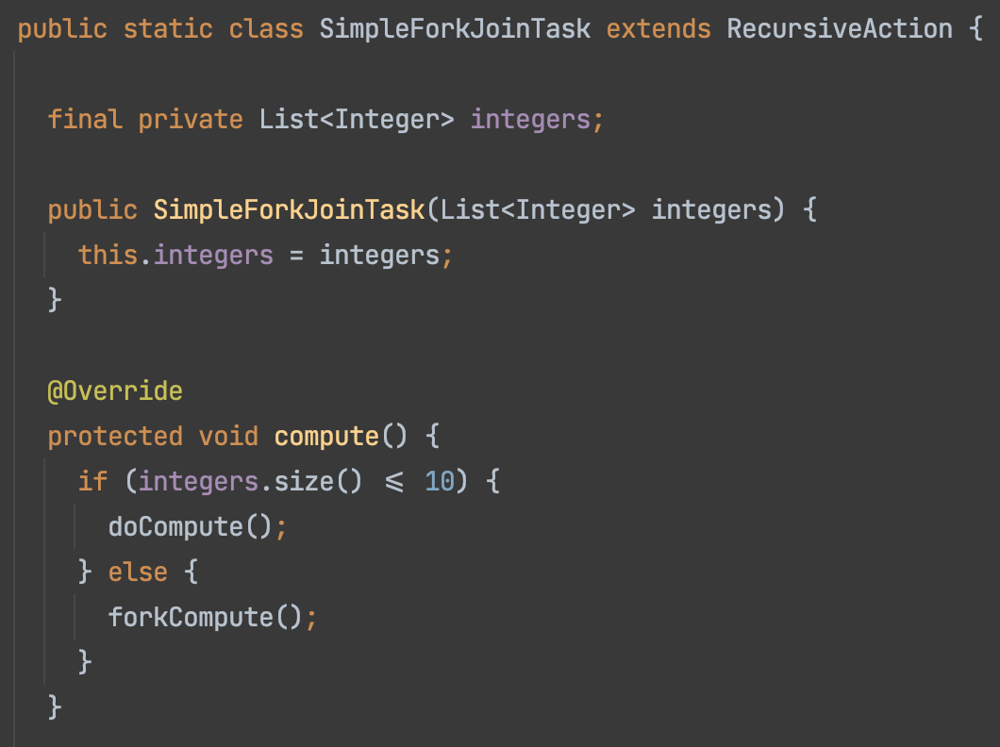 public static class SimpleForkJoinTask extends RecursiveAction {
final private List<Integer> integers;
public SimpleForkJoinTask(List<Integer> integers) {
this.integers = integers;
}
@Override
protected void compute() {
if (integers.size() ≤ 10) {
doCompute();
} else {
forkCompute();
}
}